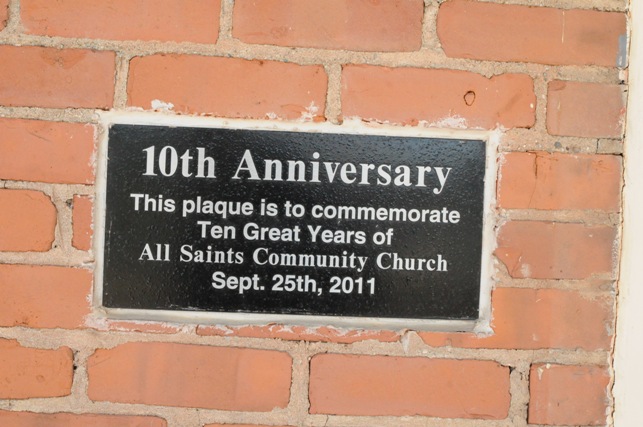 10th Anniversary
This plaque is to commemorate
Ten Great Years of
All Saints Community Church
Sept. 25th, 2011